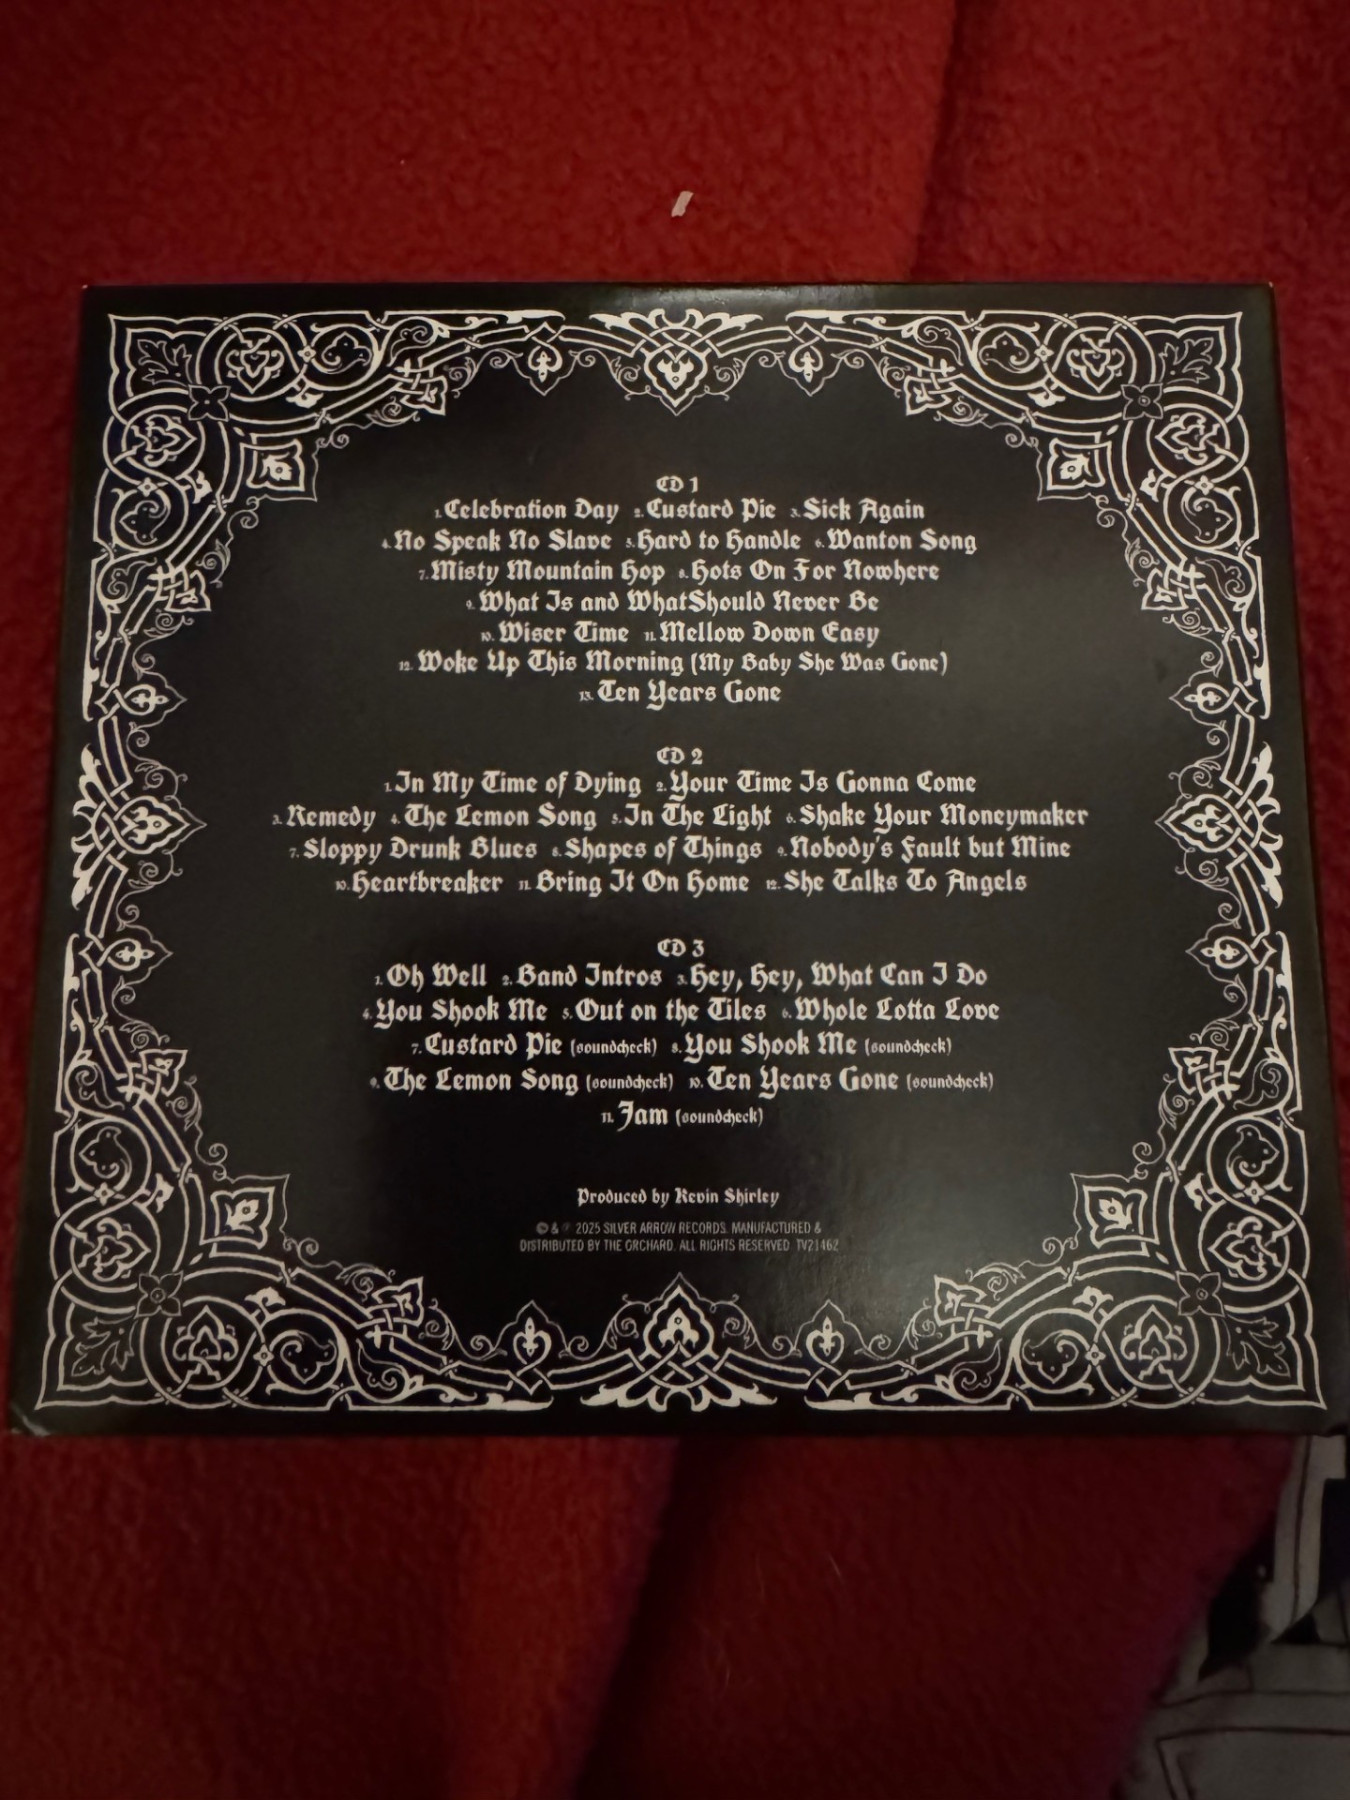 CD 1
1. Celebration Day 2. Custard Pie 3. Sick Again
4. No Speak No Slave 5. Hard to Handle 6. Wanton Song
7. Misty Mountain Hop 8. Hots On For Nowhere
9. What Is and WhatShould Never Be
10. Wiser Time 11. Mellow Down Easy
12. Woke Up This Morning (My Baby She Was Gone)
13. Ten Years Gone
CD 2
1. In My Time of Dying 2. Your Time Is Gonna Come
3. Remedy 4. The Lemon Song 5. In The Light 6. Shake Your Moneymaker
7. Sloppy Drunk Blues 8. Shapes of Things 9. Nobody's Fault but Mine
10. Heartbreaker 11. Bring It On Home 12. She Talks To Angels
CD 3
1. Oh Well 2. Band Intros 3. Hey, Hey, What Can I Do
4. You Shook Me 5. Out on the Tiles 6. Whole Lotta Love
7. Custard Pie (soundcheck) 8. You Shook Me (soundcheck)
9. The Lemon Song (soundcheck) 10. Ten Years Gone (soundcheck)
11. Jam (soundcheck)
Produced by Kevin Shirley
© & ℗ 2025 SILVER ARROW RECORDS. MANUFACTURED &
DISTRIBUTED BY THE ORCHARD. ALL RIGHTS RESERVED. TV21462